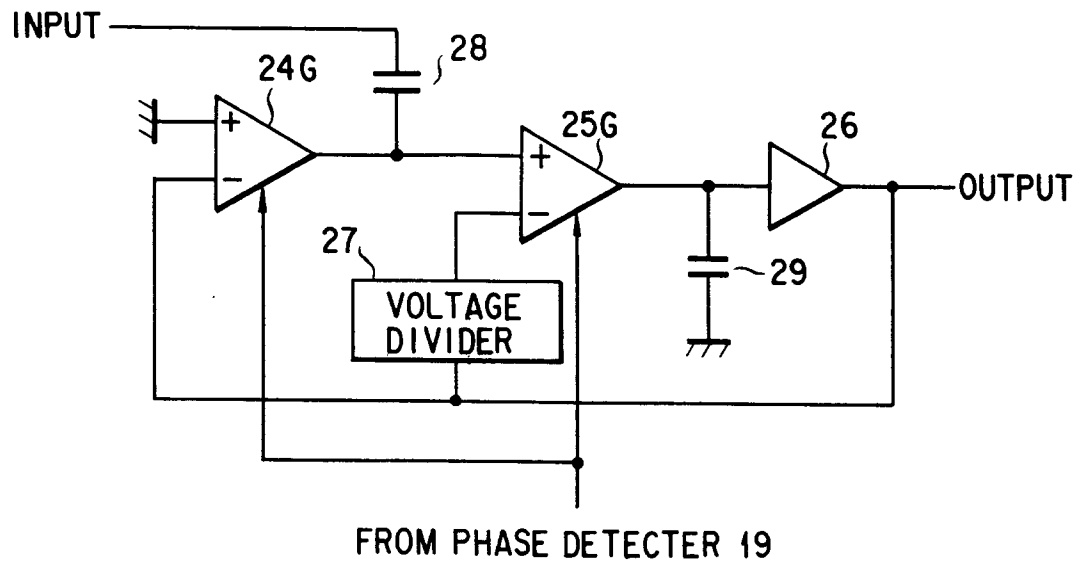 INPUT
28
24G
+
−
25G
+
−
26
OUTPUT
27
VOLTAGE
DIVIDER
29
FROM PHASE DETECTER 19